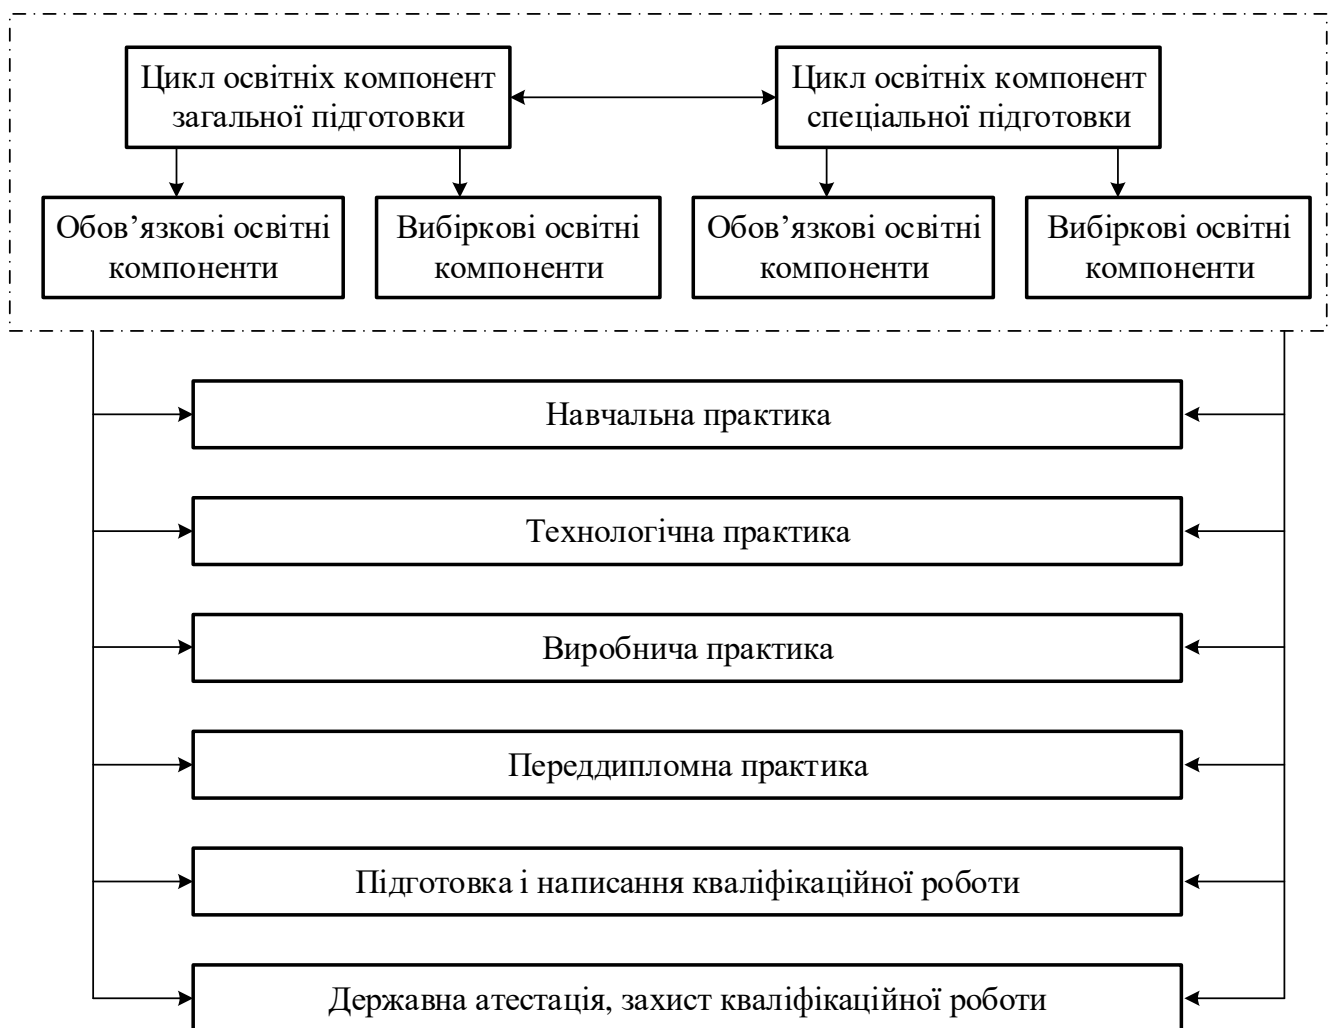 Цикл освітніх компонент
загальної підготовки
Цикл освітніх компонент
спеціальної підготовки
Обов’язкові освітні
компоненти
Вибіркові освітні
компоненти
Обов’язкові освітні
компоненти
Вибіркові освітні
компоненти
Навчальна практика
Технологічна практика
Виробнича практика
Переддипломна практика
Підготовка і написання кваліфікаційної роботи
Державна атестація, захист кваліфікаційної роботи